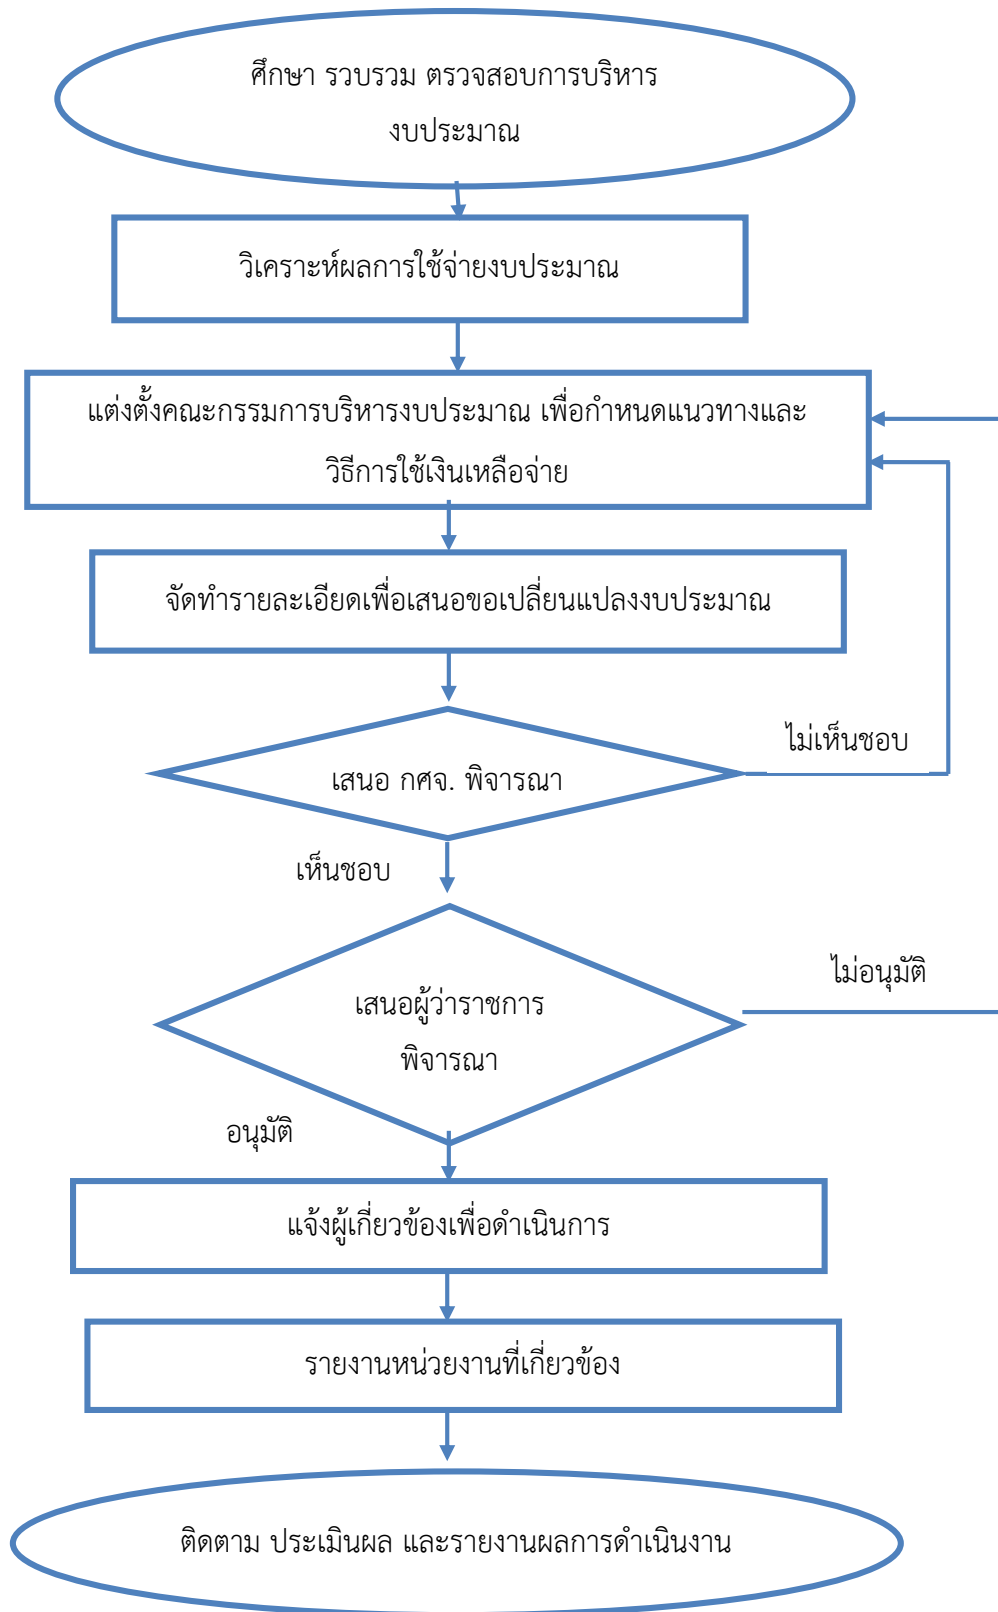 ศึกษา รวบรวม ตรวจสอบการบริหาร
งบประมาณ
วิเคราะห์ผลการใช้จ่ายงบประมาณ
แต่งตั้งคณะกรรมการบริหารงบประมาณ เพื่อกำหนดแนวทางและ
วิธีการใช้เงินเหลือจ่าย
จัดทำรายละเอียดเพื่อเสนอขอเปลี่ยนแปลงงบประมาณ
ไม่เห็นชอบ
เสนอ กศจ. พิจารณา
เห็นชอบ
ไม่อนุมัติ
เสนอผู้ว่าราชการ
พิจารณา
อนุมัติ
แจ้งผู้เกี่ยวข้องเพื่อดำเนินการ
รายงานหน่วยงานที่เกี่ยวข้อง
ติดตาม ประเมินผล และรายงานผลการดำเนินงาน